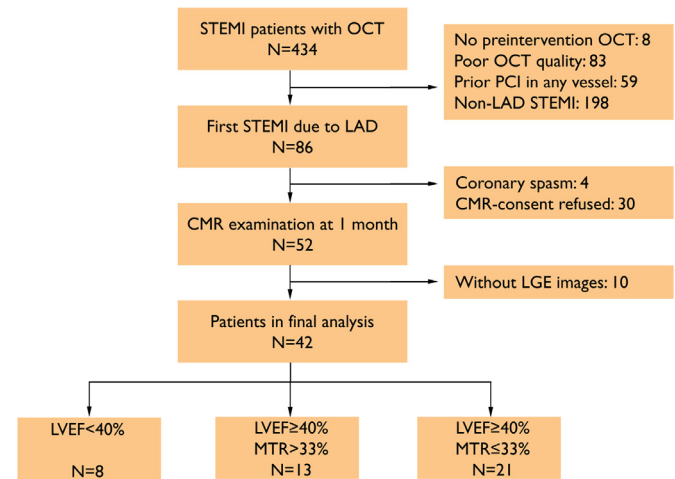 STEMI patients with OCT
N=434
No preintervention OCT: 8
Poor OCT quality: 83
Prior PCI in any vessel: 59
Non-LAD STEMI: 198
First STEMI due to LAD
N=86
Coronary spasm: 4
CMR-consent refused: 30
CMR examination at 1 month
N=52
Without LGE images: 10
Patients in final analysis
N=42
LVEF<40%
N=8
LVEF≥40%
MTR>33%
N=13
LVEF≥40%
MTR≤33%
N=21